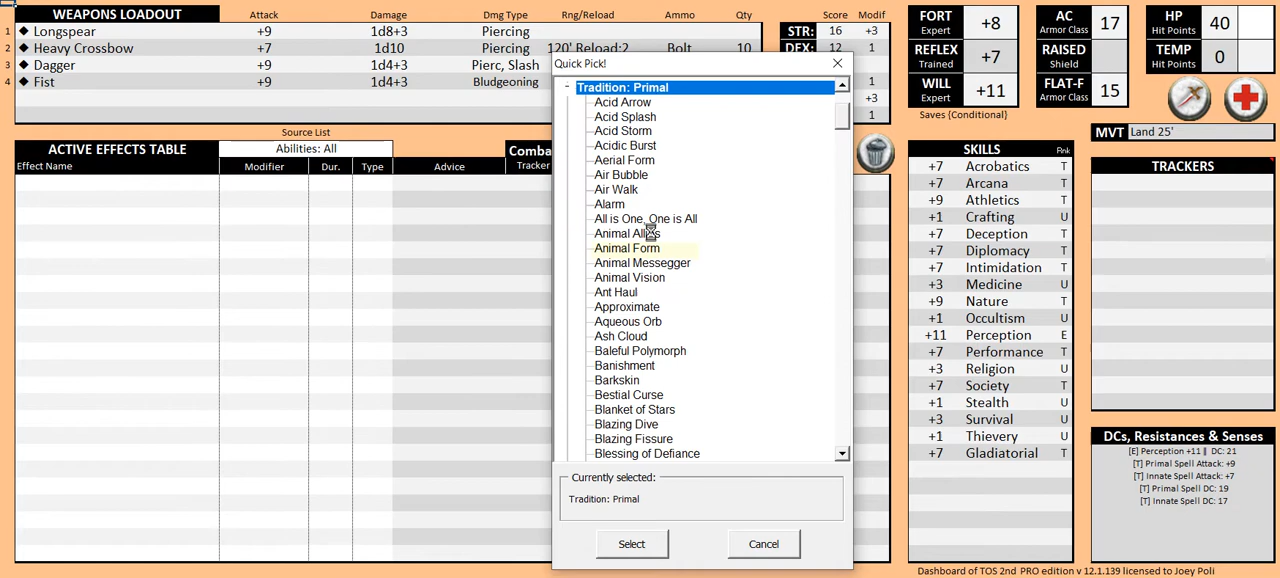 WEAPONS LOADOUT Attack Damage Dmg Type Rng/Reload Ammo Qty
1 Longspear +9 1d8+3 Piercing
2 Heavy Crossbow +7 1d10 Piercing 120' Reload:2 Bolt 10
3 Dagger +9 1d4+3 Pierc, Slash
4 Fist +9 1d4+3 Bludgeoning
Score Modif
STR: 16 +3
DEX: 12 1
1
+3
1
FORT Expert +8
REFLEX Trained +7
WILL Expert +11
Saves {Conditional}
AC Armor Class 17
RAISED Shield
FLAT-F Armor Class 15
HP Hit Points 40
TEMP Hit Points 0
MVT Land 25'
Source List
Abilities: All
ACTIVE EFFECTS TABLE
Effect Name Modifier Dur. Type Advice
Comba
Tracker
Quick Pick!
Tradition: Primal
Acid Arrow
Acid Splash
Acid Storm
Acidic Burst
Aerial Form
Air Bubble
Air Walk
Alarm
All is One, One is All
Animal
Animal Form
Animal Messegger
Animal Vision
Ant Haul
Approximate
Aqueous Orb
Ash Cloud
Baleful Polymorph
Banishment
Barkskin
Bestial Curse
Blanket of Stars
Blazing Dive
Blazing Fissure
Blessing of Defiance
Currently selected:
Tradition: Primal
Select Cancel
SKILLS Rnk
+7 Acrobatics T
+7 Arcana T
+9 Athletics T
+1 Crafting U
+7 Deception T
+7 Diplomacy T
+7 Intimidation T
+3 Medicine U
+9 Nature T
+1 Occultism U
+11 Perception E
+7 Performance T
+3 Religion U
+7 Society T
+1 Stealth U
+3 Survival U
+1 Thievery U
+7 Gladiatorial T
TRACKERS
DCs, Resistances & Senses
[E] Perception +11 || DC: 21
[T] Primal Spell Attack: +9
[T] Innate Spell Attack: +7
[T] Primal Spell DC: 19
[T] Innate Spell DC: 17
Dashboard of TOS 2nd PRO edition v 12.1.139 licensed to Joey Poli